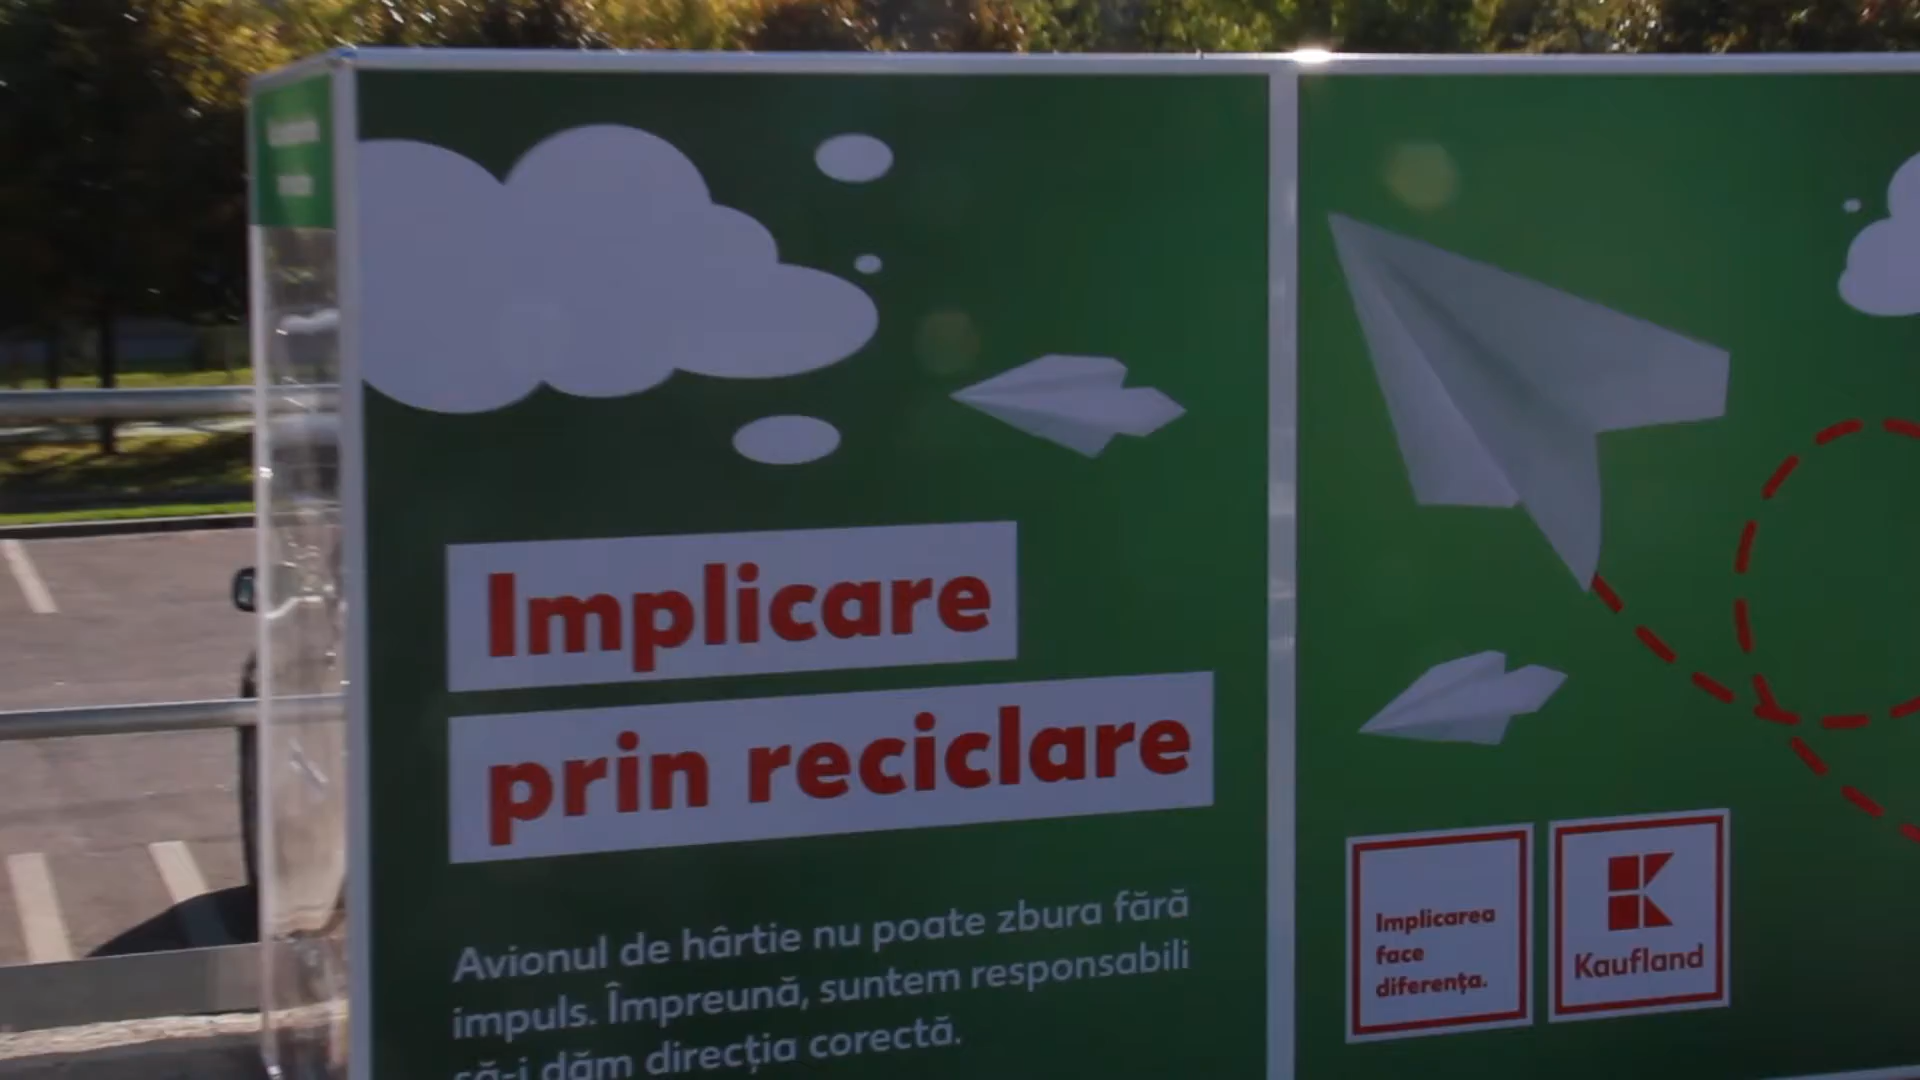 Implicare
prin reciclare
Avionul de hârtie nu poate zbura fără
impuls. Împreună, suntem responsabili
să-i dăm direcția corectă.
Implicarea
face
diferența.
Kaufland